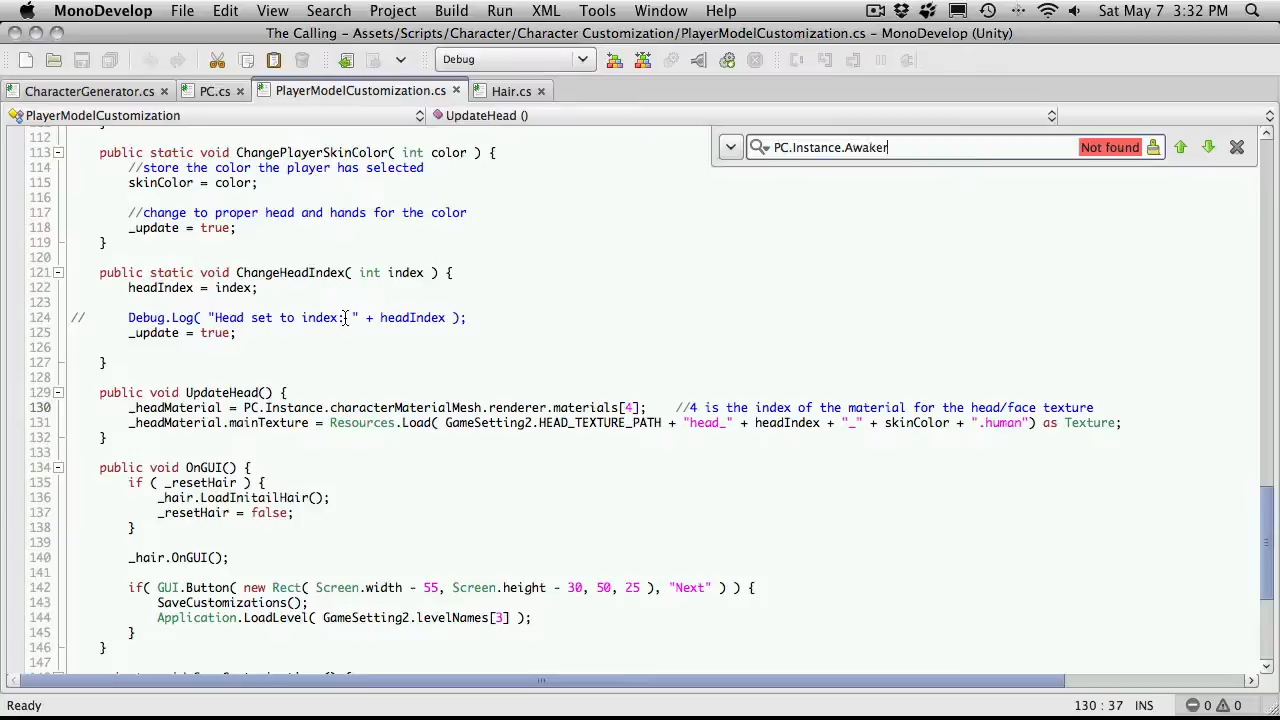 MonoDevelop File Edit View Search Project Build Run XML Tools Window Help Sat May 7 3:32 PM
The Calling – Assets/Scripts/Character/Character Customization/PlayerModelCustomization.cs – MonoDevelop (Unity)
Debug
CharacterGenerator.cs PC.cs PlayerModelCustomization.cs Hair.cs
PlayerModelCustomization UpdateHead ()
PC.Instance.Awaker Not found
112
113 public static void ChangePlayerSkinColor( int color ) {
114 //store the color the player has selected
115 skinColor = color;
116
117 //change to proper head and hands for the color
118 _update = true;
119 }
120
121 public static void ChangeHeadIndex( int index ) {
122 headIndex = index;
123
124 // Debug.Log( "Head set to index: " + headIndex );
125 _update = true;
126
127 }
128
129 public void UpdateHead() {
130 _headMaterial = PC.Instance.characterMaterialMesh.renderer.materials[4]; //4 is the index of the material for the head/face texture
131 _headMaterial.mainTexture = Resources.Load( GameSetting2.HEAD_TEXTURE_PATH + "head_" + headIndex + "_" + skinColor + ".human") as Texture;
132 }
133
134 public void OnGUI() {
135 if ( _resetHair ) {
136 _hair.LoadInitailHair();
137 _resetHair = false;
138 }
139
140 _hair.OnGUI();
141
142 if( GUI.Button( new Rect( Screen.width - 55, Screen.height - 30, 50, 25 ), "Next" ) ) {
143 SaveCustomizations();
144 Application.LoadLevel( GameSetting2.levelNames[3] );
145 }
146 }
147
Ready 130 : 37 INS 0 0